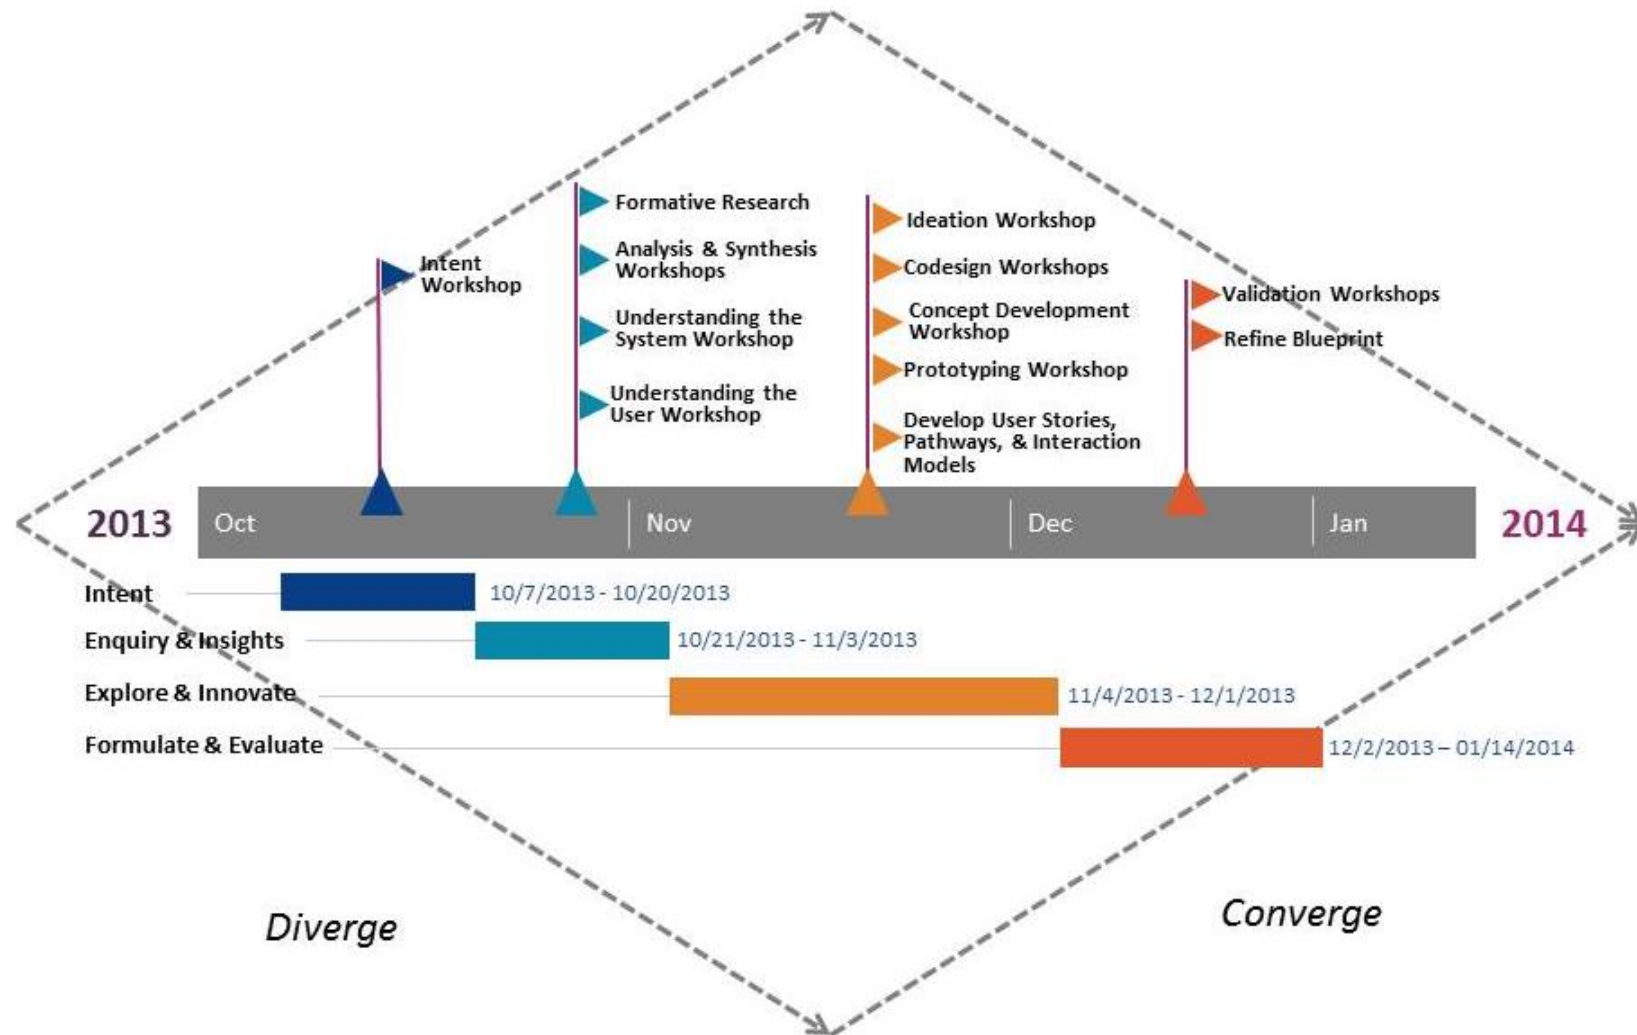 Formative Research
Intent
Workshop
Analysis & Synthesis
Workshops
Understanding the
System Workshop
Understanding the
User Workshop
Ideation Workshop
Codesign Workshops
Concept Development
Workshop
Prototyping Workshop
Develop User Stories,
Pathways, & Interaction
Models
Validation Workshops
Refine Blueprint
2013 Oct Nov Dec Jan 2014
Intent 10/7/2013 - 10/20/2013
Enquiry & Insights 10/21/2013 - 11/3/2013
Explore & Innovate 11/4/2013 - 12/1/2013
Formulate & Evaluate 12/2/2013 – 01/14/2014
Diverge Converge